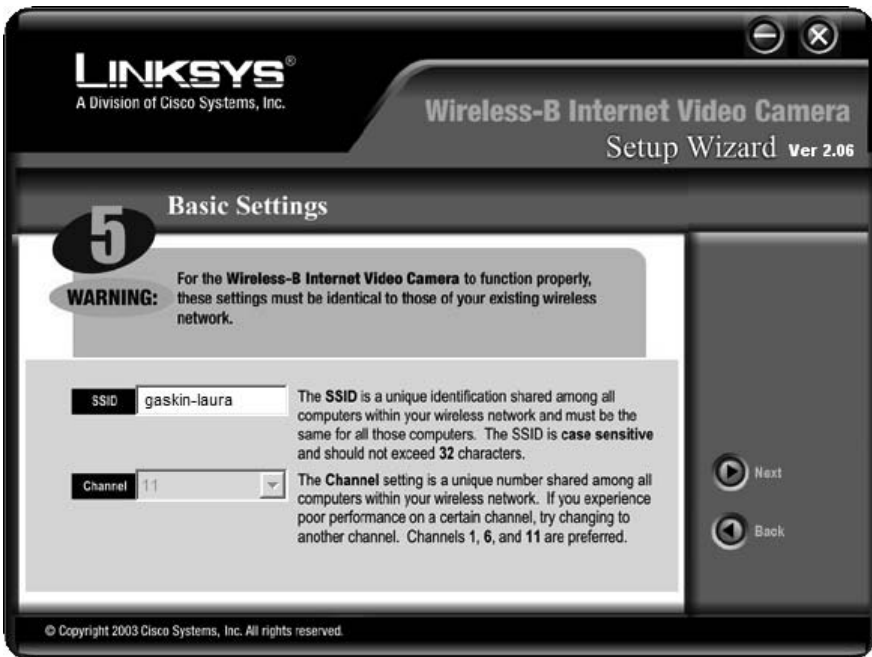 LINKSYS®
A Division of Cisco Systems, Inc.
Wireless-B Internet Video Camera
Setup Wizard Ver 2.06
5
Basic Settings
WARNING:
For the Wireless-B Internet Video Camera to function properly,
these settings must be identical to those of your existing wireless
network.
SSID
gaskin-laura
The SSID is a unique identification shared among all
computers within your wireless network and must be the
same for all those computers. The SSID is case sensitive
and should not exceed 32 characters.
Channel
11
The Channel setting is a unique number shared among all
computers within your wireless network. If you experience
poor performance on a certain channel, try changing to
another channel. Channels 1, 6, and 11 are preferred.
Next
Back
© Copyright 2003 Cisco Systems, Inc. All rights reserved.